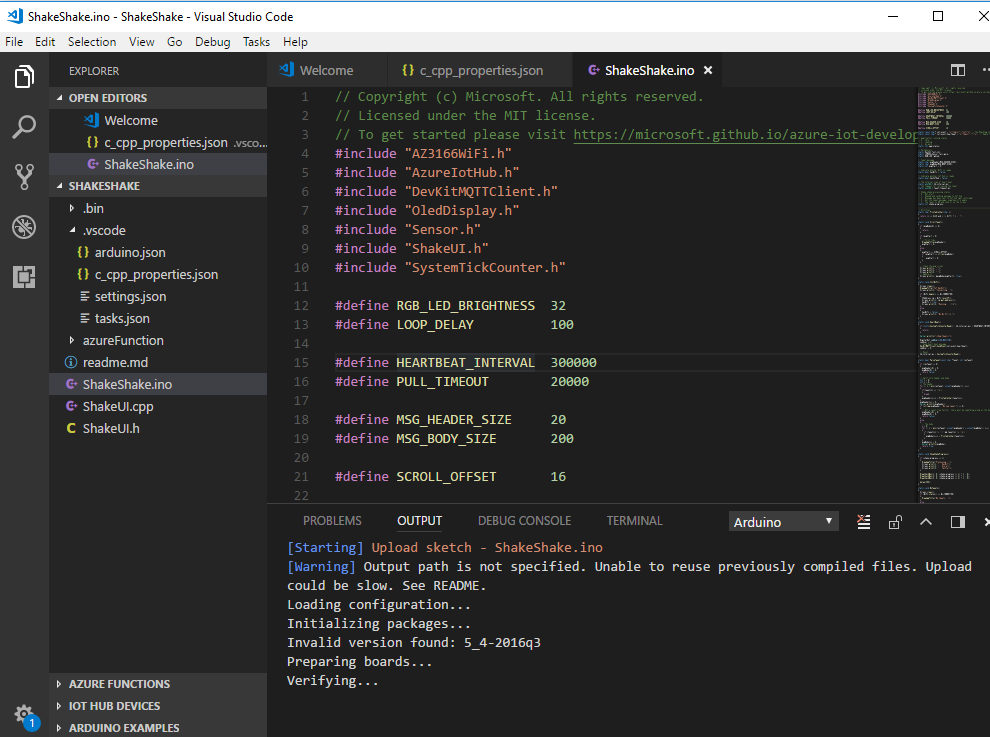 ShakeShake.ino - ShakeShake - Visual Studio Code
File Edit Selection View Go Debug Tasks Help
EXPLORER
OPEN EDITORS
Welcome
{} c_cpp_properties.json .vsco...
ShakeShake.ino
SHAKESHAKE
.bin
.vscode
{} arduino.json
{} c_cpp_properties.json
settings.json
tasks.json
azureFunction
readme.md
ShakeShake.ino
ShakeUI.cpp
C ShakeUI.h
AZURE FUNCTIONS
IOT HUB DEVICES
ARDUINO EXAMPLES
1
Welcome {} c_cpp_properties.json ShakeShake.ino
1 // Copyright (c) Microsoft. All rights reserved.
2 // Licensed under the MIT license.
3 // To get started please visit https://microsoft.github.io/azure-iot-develop
4 #include "AZ3166WiFi.h"
5 #include "AzureIotHub.h"
6 #include "DevKitMQTTClient.h"
7 #include "OledDisplay.h"
8 #include "Sensor.h"
9 #include "ShakeUI.h"
10 #include "SystemTickCounter.h"
11
12 #define RGB_LED_BRIGHTNESS 32
13 #define LOOP_DELAY 100
14
15 #define HEARTBEAT_INTERVAL 300000
16 #define PULL_TIMEOUT 20000
17
18 #define MSG_HEADER_SIZE 20
19 #define MSG_BODY_SIZE 200
20
21 #define SCROLL_OFFSET 16
22
PROBLEMS OUTPUT DEBUG CONSOLE TERMINAL Arduino
[Starting] Upload sketch - ShakeShake.ino
[Warning] Output path is not specified. Unable to reuse previously compiled files. Upload
could be slow. See README.
Loading configuration...
Initializing packages...
Invalid version found: 5_4-2016q3
Preparing boards...
Verifying...